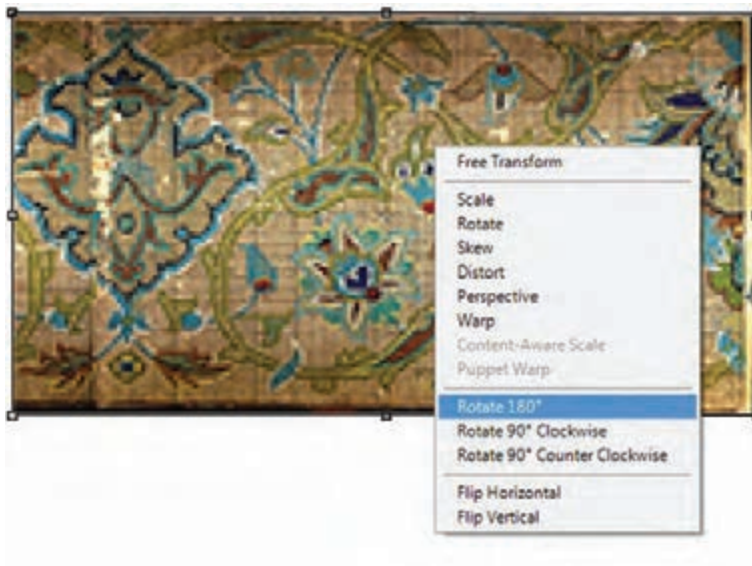 Free Transform
Scale
Rotate
Skew
Distort
Perspective
Warp
Content-Aware Scale
Puppet Warp
Rotate 180°
Rotate 90° Clockwise
Rotate 90° Counter Clockwise
Flip Horizontal
Flip Vertical